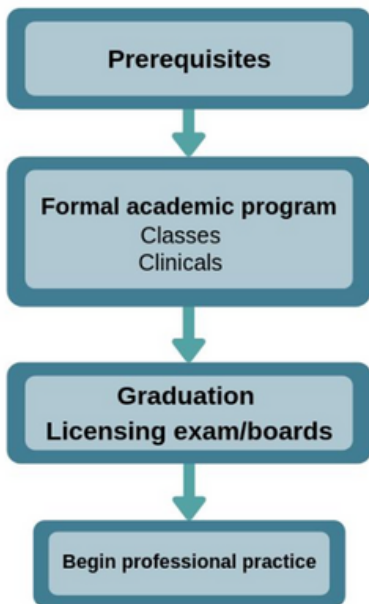 Prerequisites
Formal academic program
Classes
Clinicals
Graduation
Licensing exam/boards
Begin professional practice